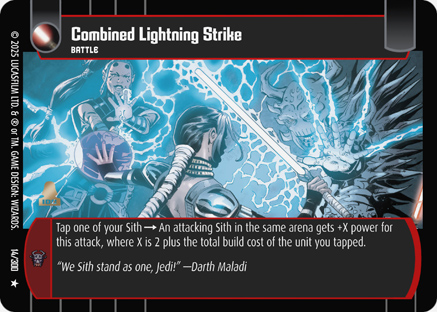 Combined Lightning Strike
BATTLE
Tap one of your Sith → An attacking Sith in the same arena gets +X power for
this attack, where X is 2 plus the total build cost of the unit you tapped.
"We Sith stand as one, Jedi!" —Darth Maladi
© 2025 LUCASFILM LTD. & ® or TM. GAME DESIGN: WIZARDS.
14/300